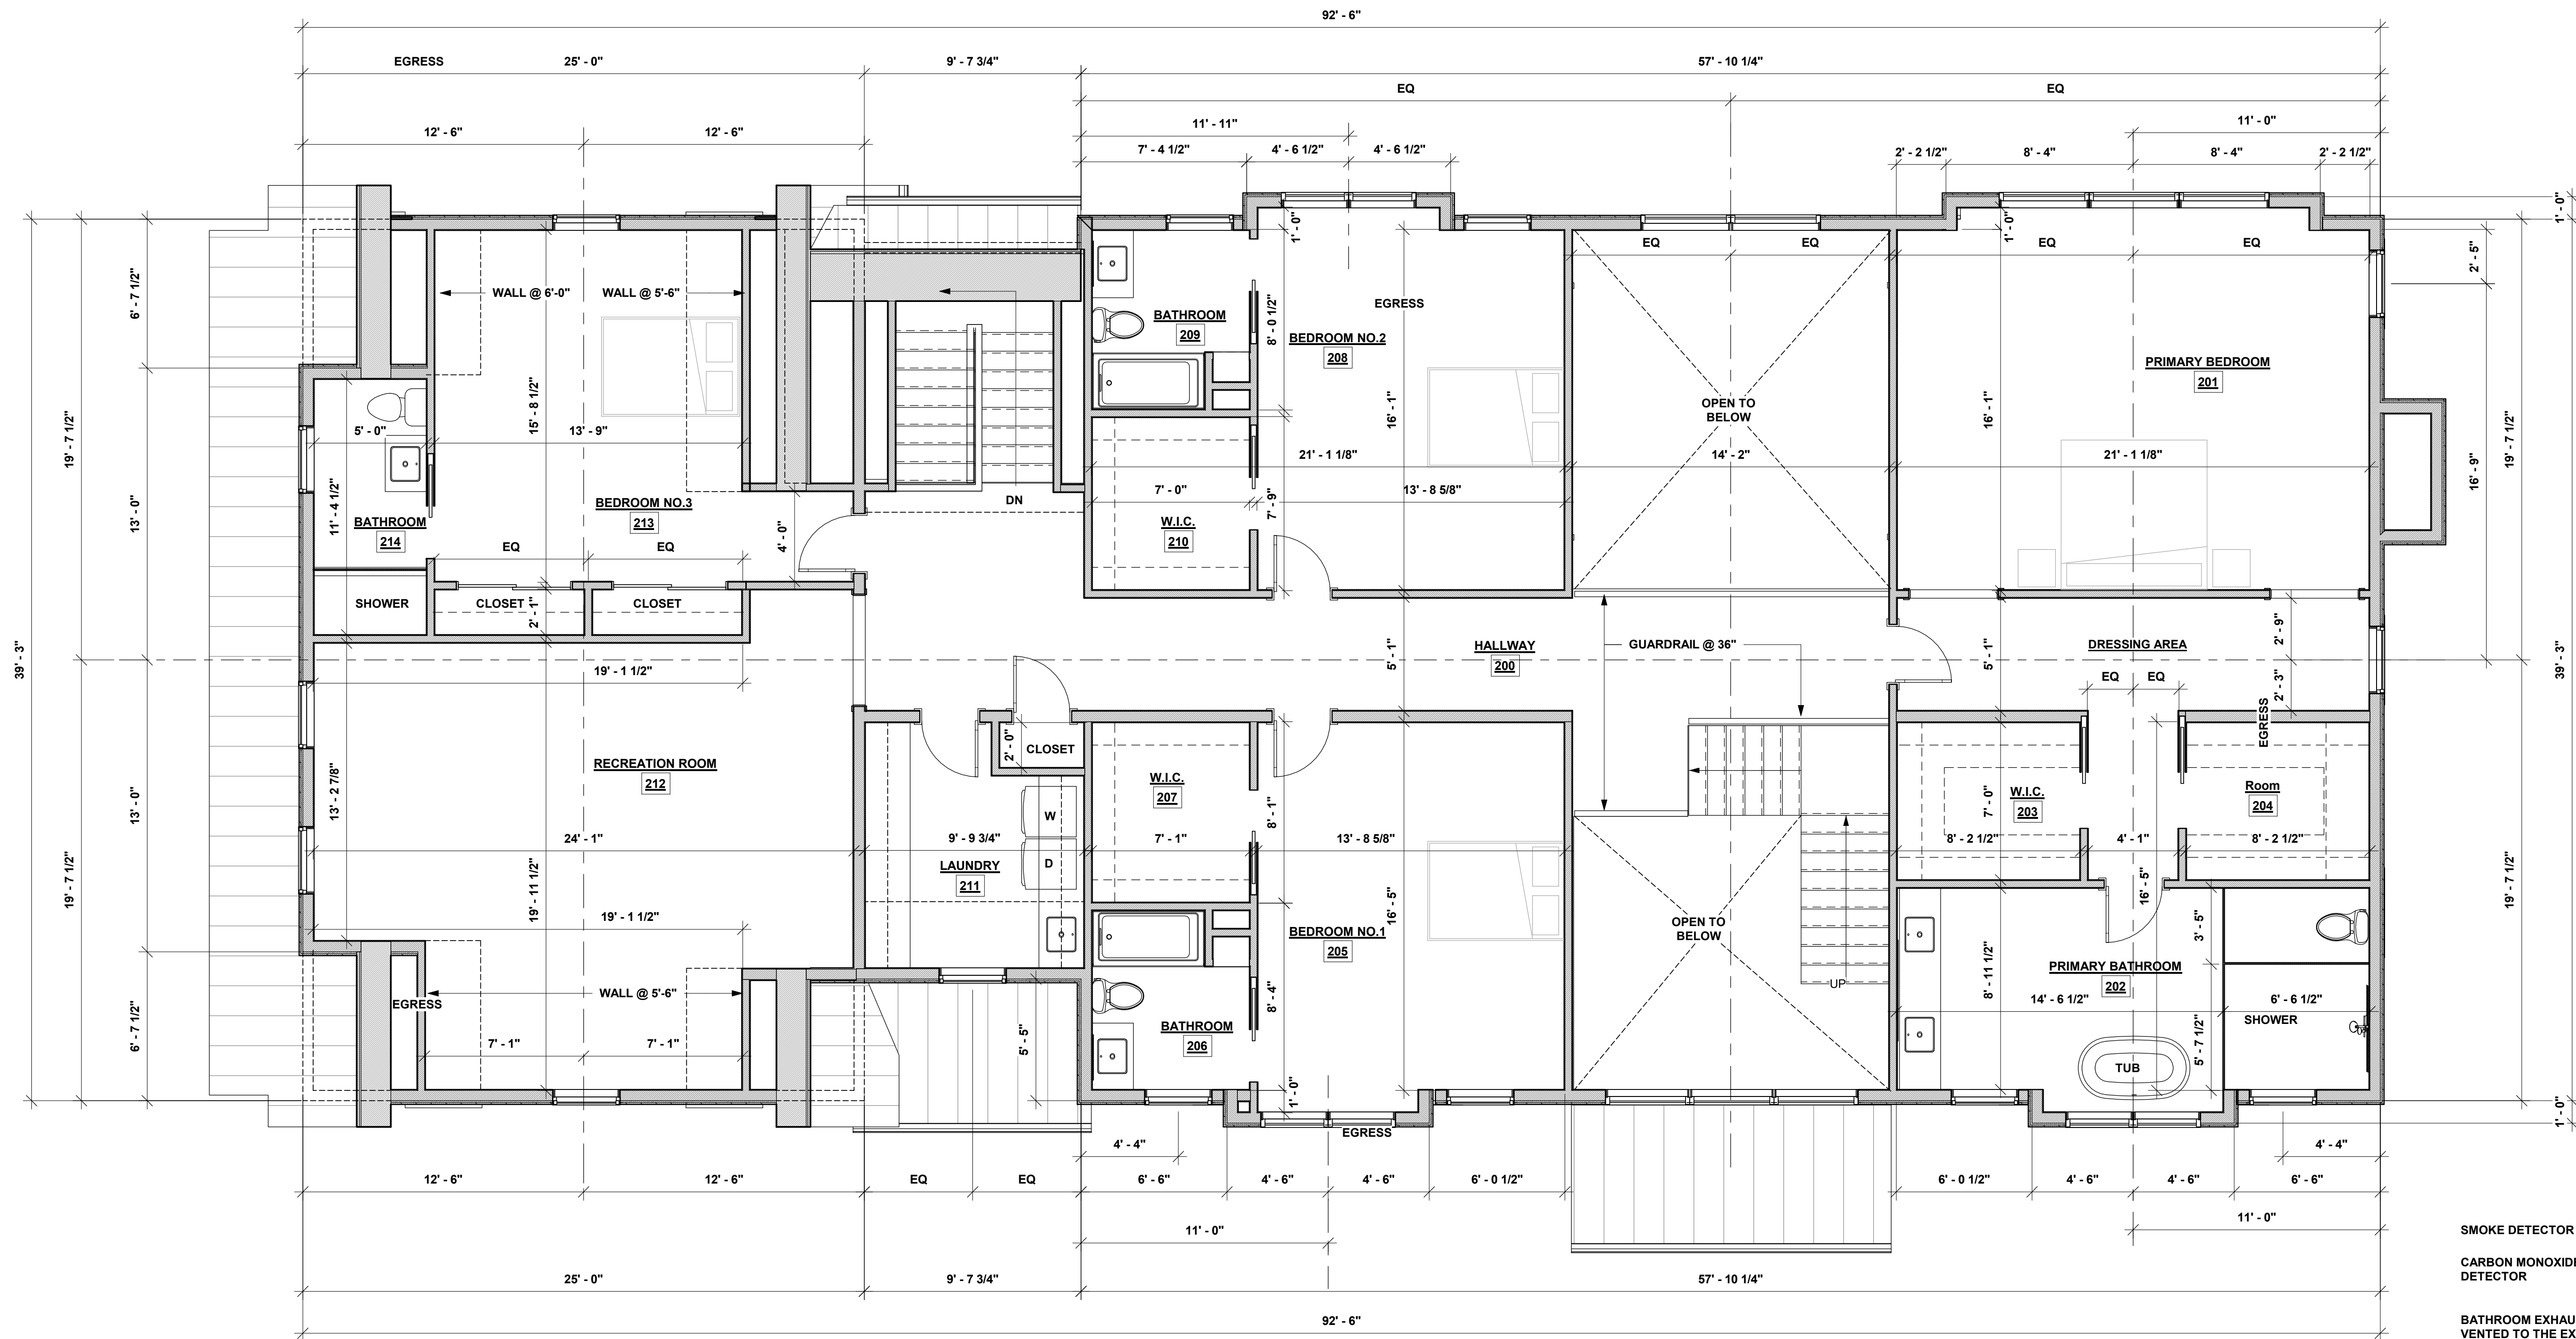 92' - 6"
EGRESS
25' - 0"
9' - 7 3/4"
57' - 10 1/4"
EQ
EQ
12' - 6"
12' - 6"
11' - 11"
11' - 0"
7' - 4 1/2"
4' - 6 1/2"
4' - 6 1/2"
2' - 2 1/2"
8' - 4"
8' - 4"
2' - 2 1/2"
1' - 0"
1' - 0"
1' - 0"
EQ
EQ
EQ
EQ
2' - 5"
6' - 7 1/2"
WALL @ 6'-0"
WALL @ 5'-6"
BATHROOM
209
8' - 0 1/2"
EGRESS
BEDROOM NO.2
208
PRIMARY BEDROOM
201
OPEN TO
BELOW
15' - 8 1/2"
16' - 1"
16' - 1"
19' - 7 1/2"
5' - 0"
13' - 9"
21' - 1 1/8"
14' - 2"
21' - 1 1/8"
16' - 9"
19' - 7 1/2"
13' - 0"
11' - 4 1/2"
BATHROOM
214
BEDROOM NO.3
213
DN
7' - 0"
7' - 9"
13' - 8 5/8"
W.I.C.
210
EQ
EQ
4' - 0"
SHOWER
CLOSET
CLOSET
2' - 1"
39' - 3"
19' - 1 1/2"
5' - 1"
HALLWAY
200
GUARDRAIL @ 36"
5' - 1"
DRESSING AREA
2' - 9"
2' - 3"
39' - 3"
EQ
EQ
EGRESS
RECREATION ROOM
212
2' - 0"
CLOSET
W.I.C.
207
W.I.C.
203
Room
204
13' - 2 7/8"
13' - 0"
W
8' - 1"
7' - 0"
24' - 1"
9' - 9 3/4"
7' - 1"
13' - 8 5/8"
8' - 2 1/2"
4' - 1"
8' - 2 1/2"
D
LAUNDRY
211
19' - 7 1/2"
19' - 11 1/2"
16' - 5"
16' - 5"
19' - 7 1/2"
19' - 1 1/2"
BEDROOM NO.1
205
OPEN TO
BELOW
3' - 5"
8' - 11 1/2"
PRIMARY BATHROOM
202
UP
6' - 7 1/2"
EGRESS
WALL @ 5'-6"
8' - 4"
14' - 6 1/2"
6' - 6 1/2"
SHOWER
7' - 1"
7' - 1"
5' - 5"
BATHROOM
206
5' - 7 1/2"
TUB
1' - 0"
1' - 0"
EGRESS
4' - 4"
4' - 4"
12' - 6"
12' - 6"
EQ
EQ
6' - 6"
4' - 6"
4' - 6"
6' - 0 1/2"
6' - 0 1/2"
4' - 6"
4' - 6"
6' - 6"
11' - 0"
11' - 0"
SMOKE DETECTOR
CARBON MONOXIDE
DETECTOR
25' - 0"
9' - 7 3/4"
57' - 10 1/4"
92' - 6"
BATHROOM EXHAU
VENTED TO THE EX